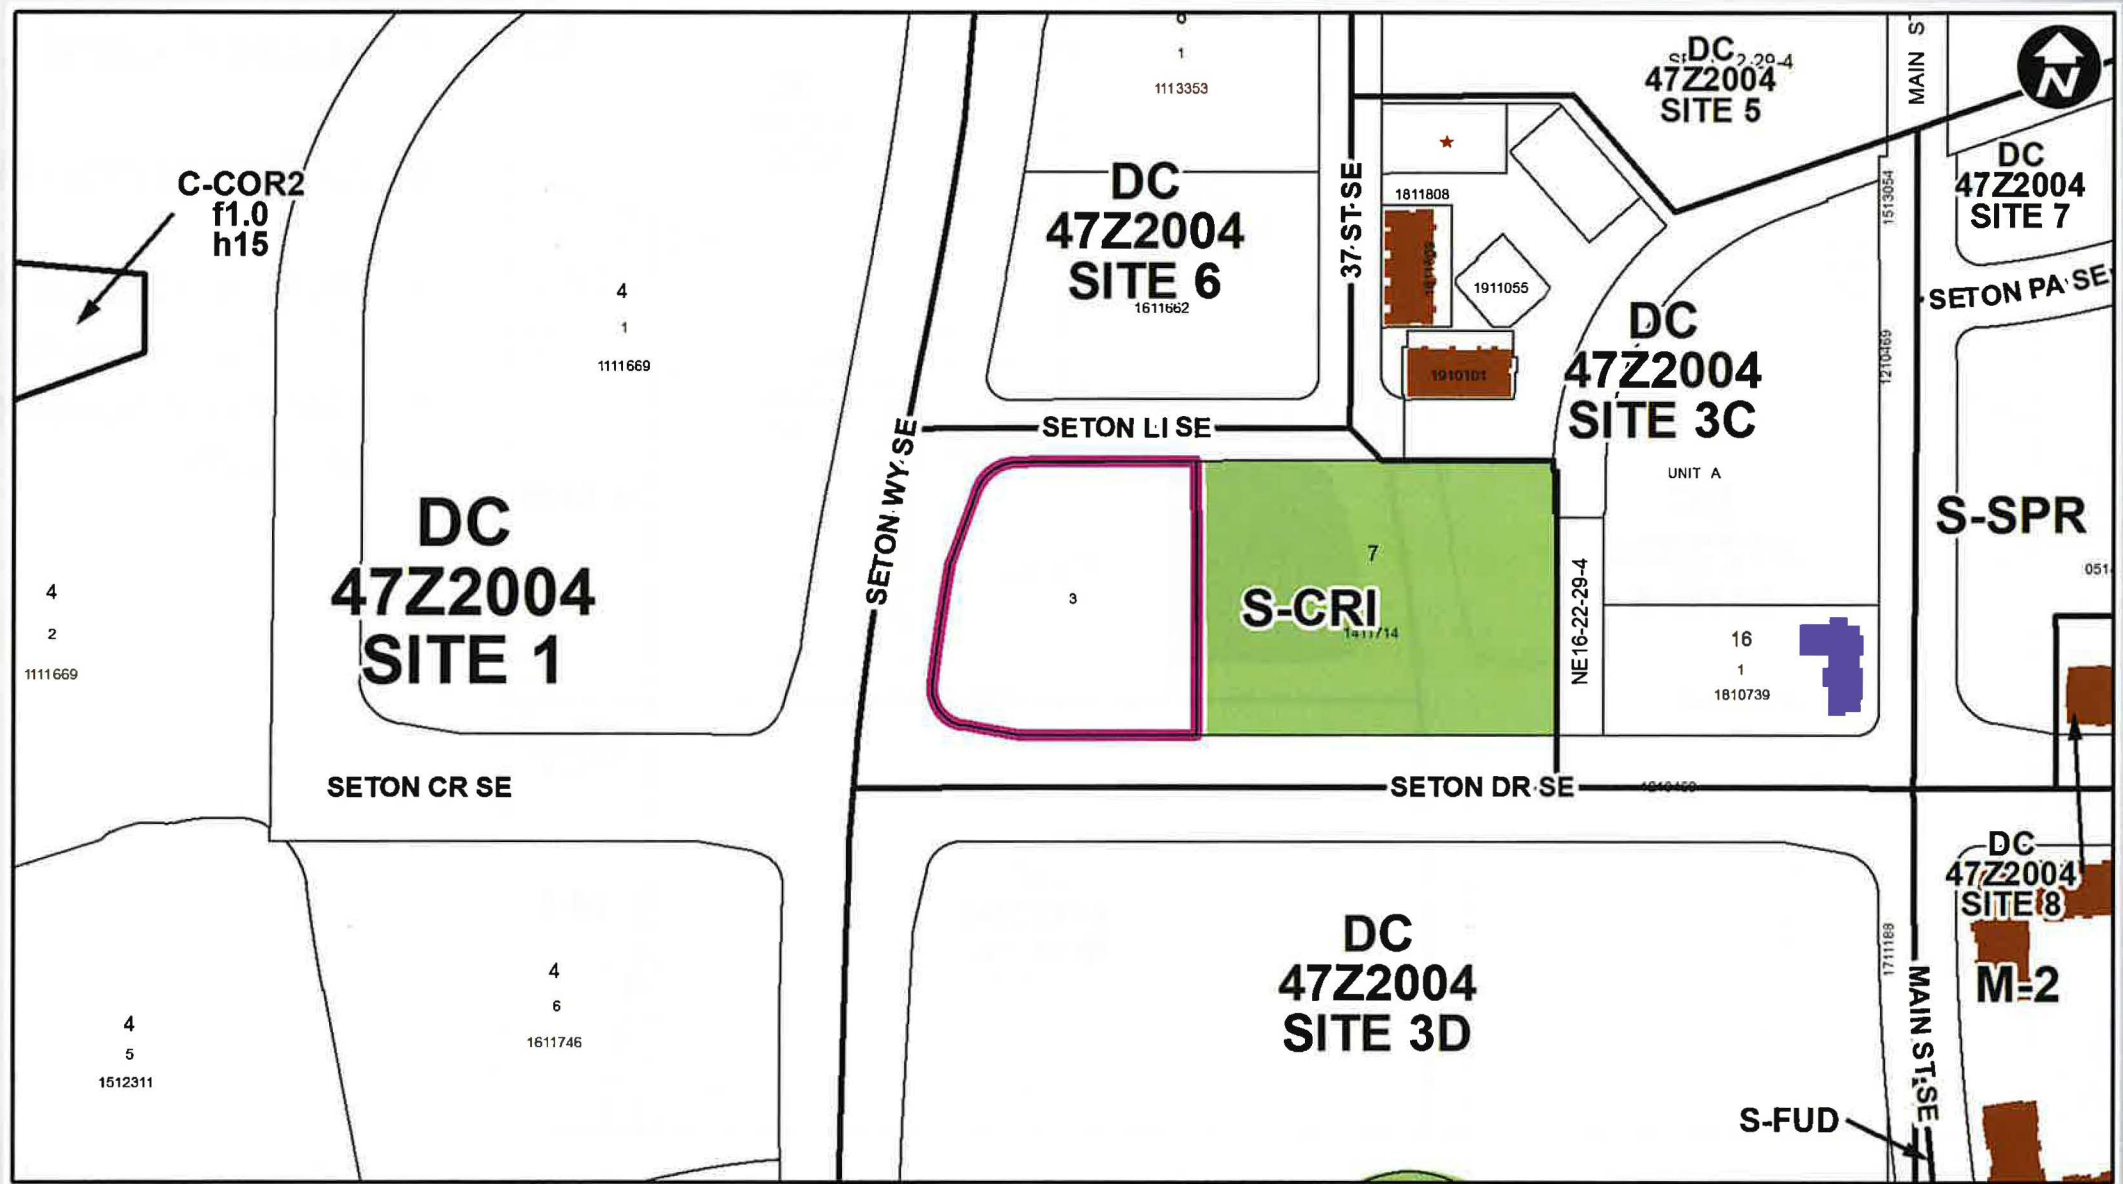 1
1113353
DC
47Z2004
SITE 5
MAIN S
N
C-COR2
f1.0
h15
DC
47Z2004
SITE 6
1611662
37 ST SE
1811808
1911055
1910101
1513054
DC
47Z2004
SITE 7
SETON PA SE
4
1
1111669
DC
47Z2004
SITE 3C
UNIT A
1210469
SETON LI SE
SETON WY SE
DC
47Z2004
SITE 1
4
2
1111669
3
7
S-CRI
1411714
NE16-22-29-4
16
1
1810739
S-SPR
051
SETON CR SE
SETON DR SE
DC
47Z2004
SITE 8
M-2
4
6
1611746
4
5
1512311
DC
47Z2004
SITE 3D
1711188
MAIN ST SE
S-FUD